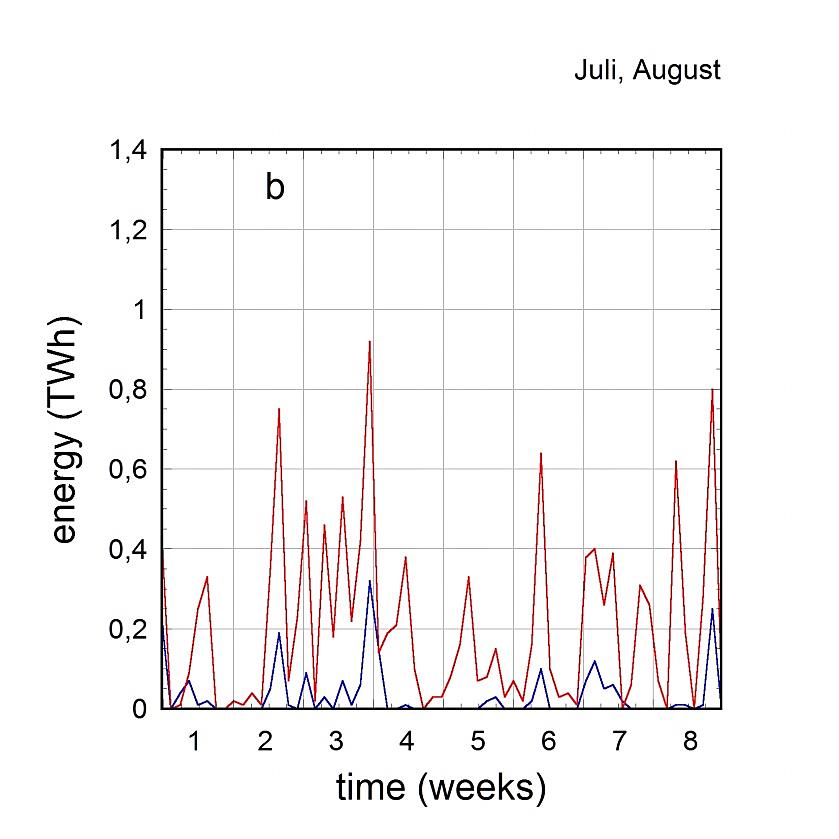 Juli, August
1,4
b
1,2
1
0,8
0,6
0,4
0,2
0
energy (TWh)
1 2 3 4 5 6 7 8
time (weeks)